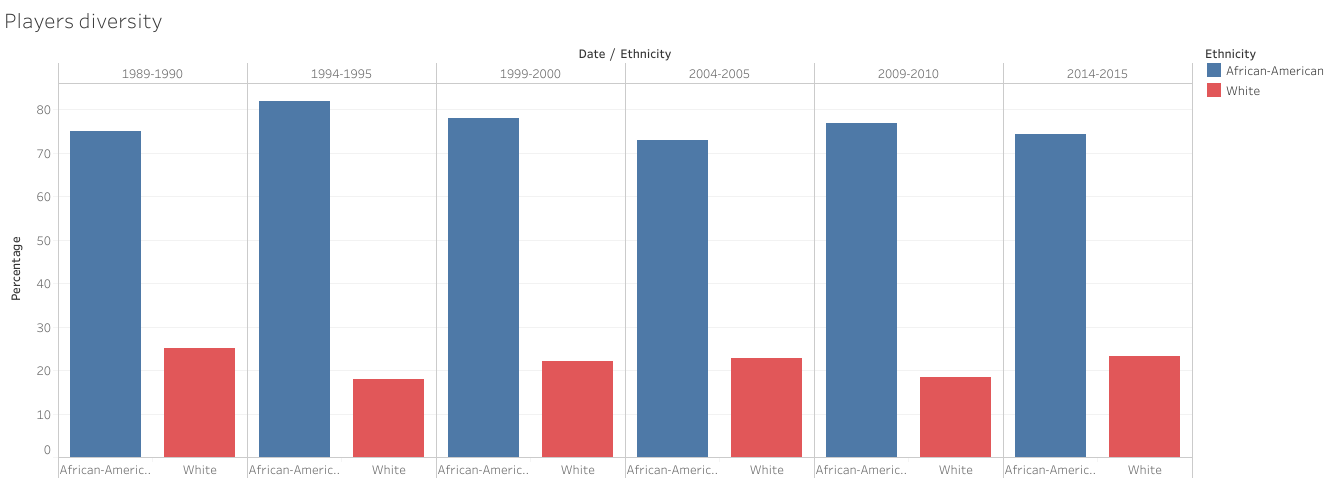 Players diversity
Date / Ethnicity
1989-1990 1994-1995 1999-2000 2004-2005 2009-2010 2014-2015
Ethnicity
African-American
White
Percentage
80
70
60
50
40
30
20
10
0
African-Americ.. White African-Americ.. White African-Americ.. White African-Americ.. White African-Americ.. White African-Americ.. White